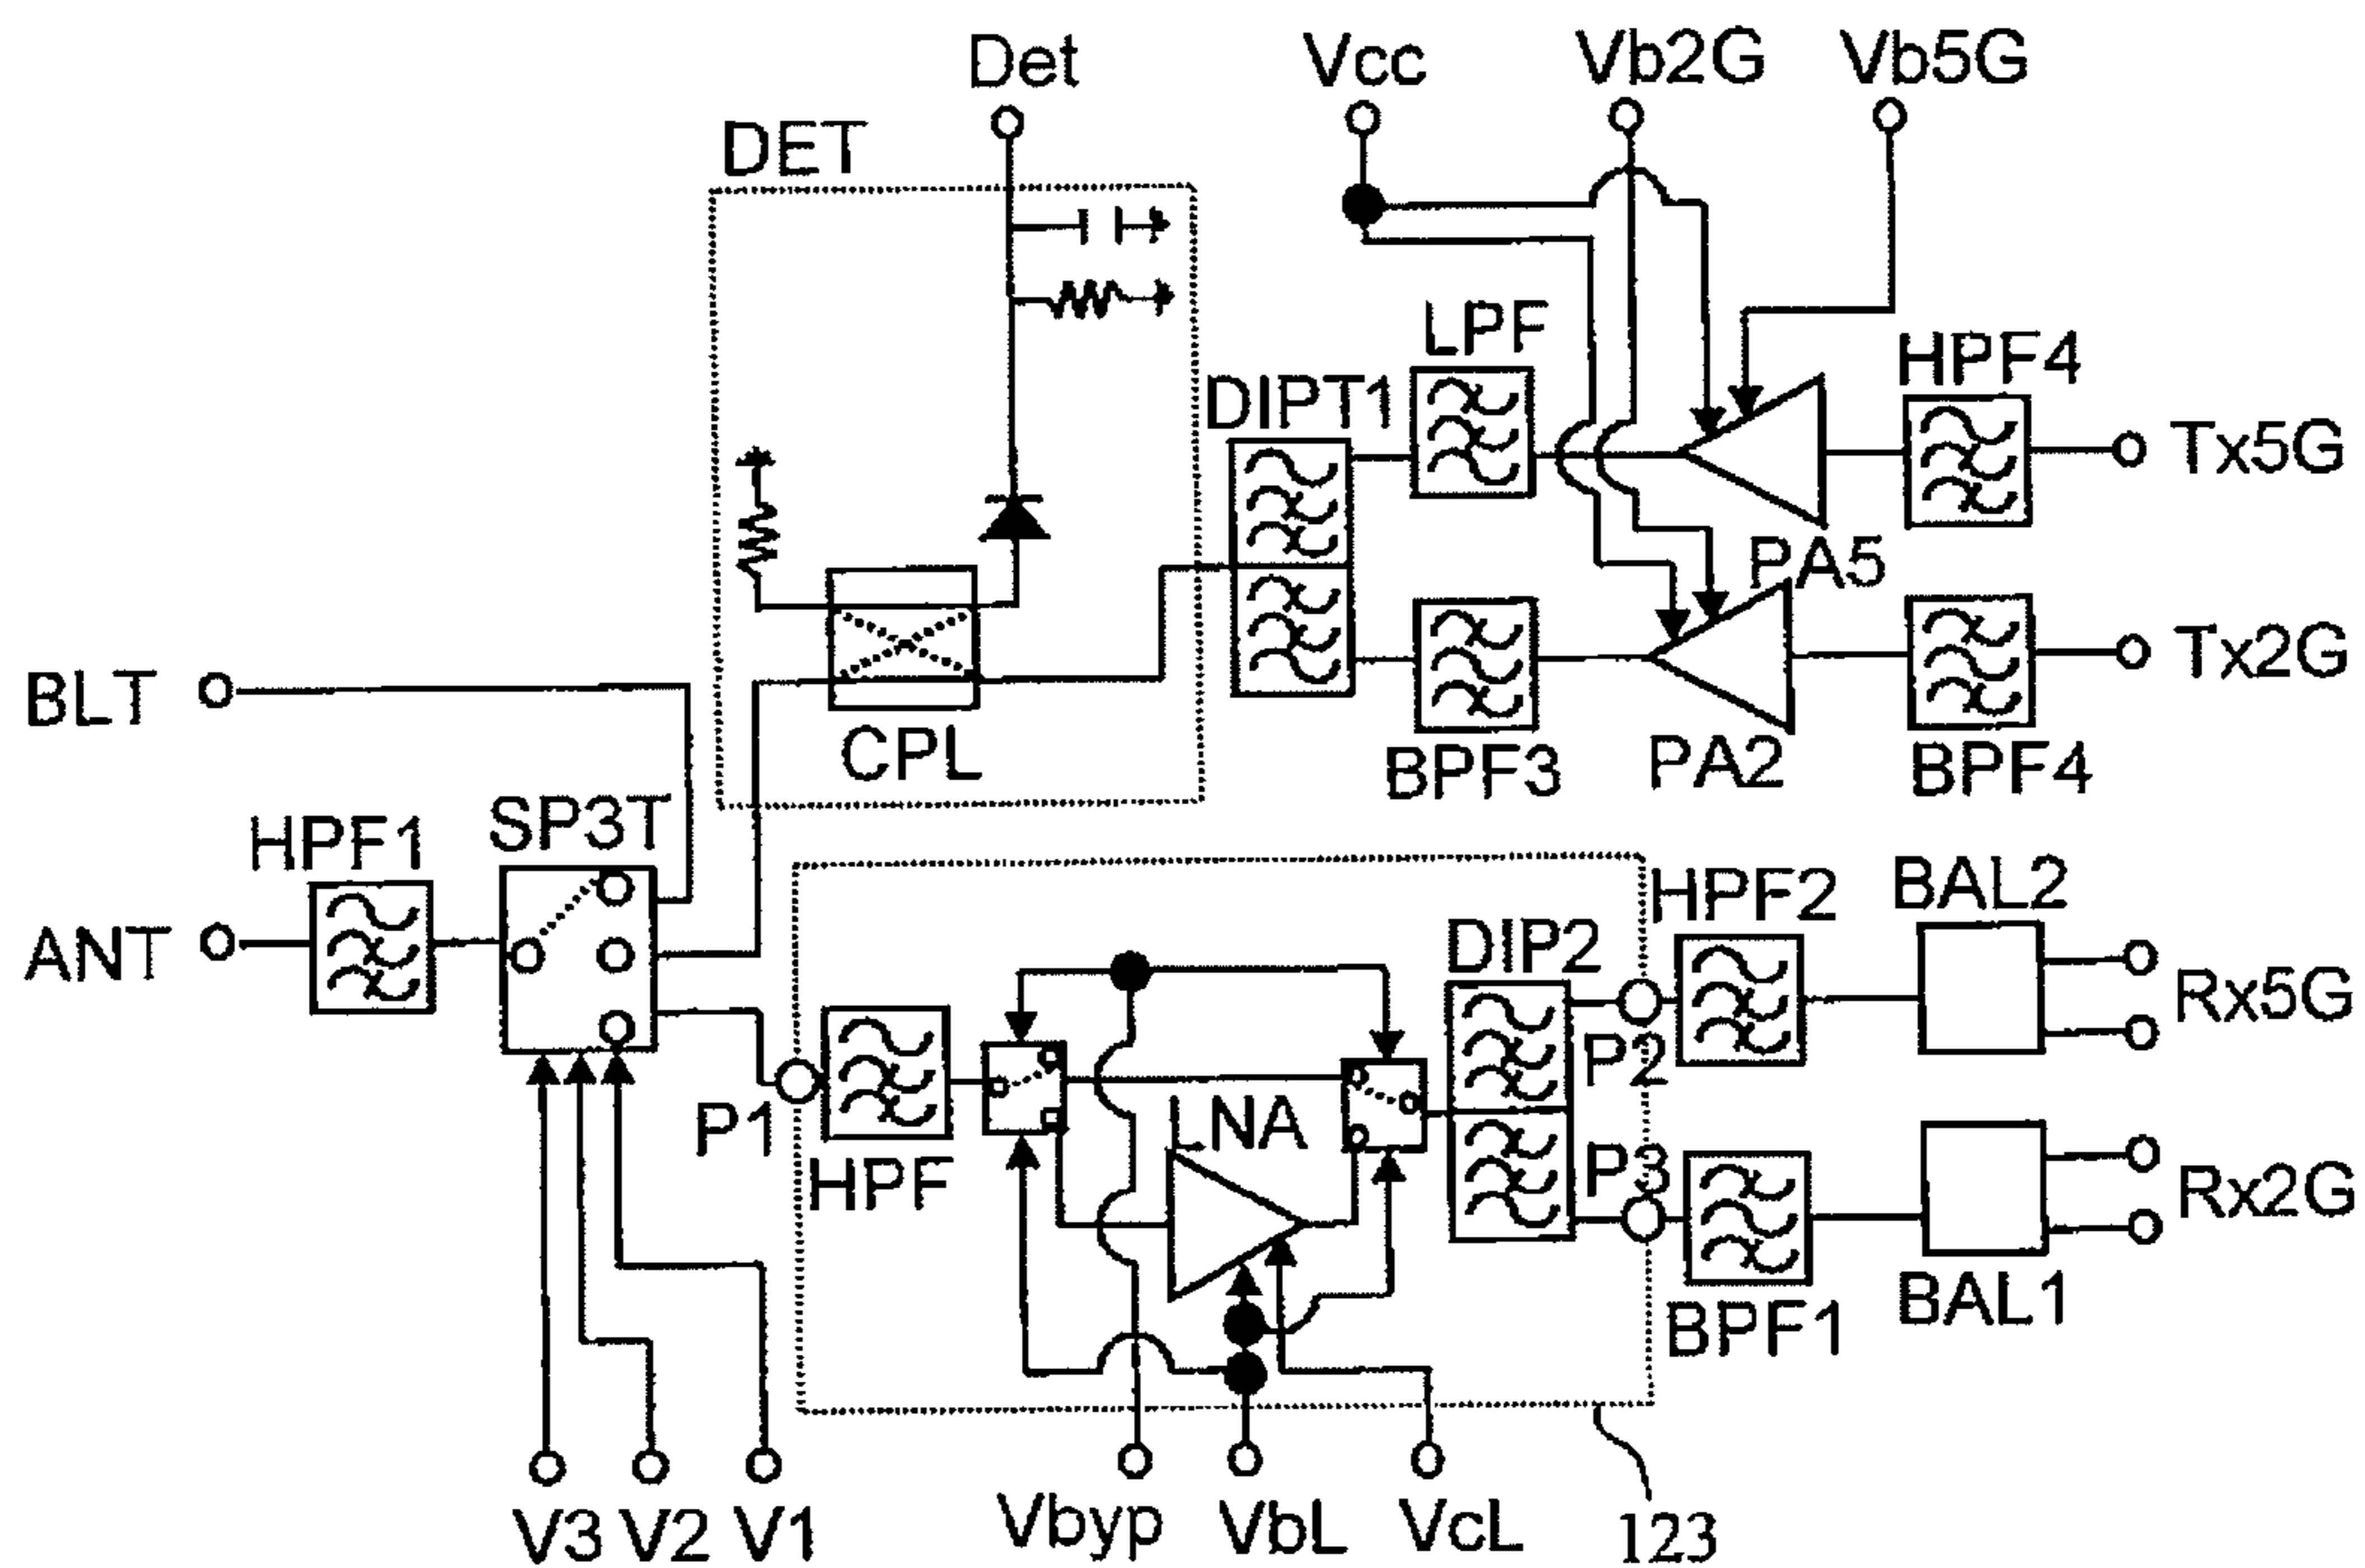 Det
Vcc
Vb2G
Vb5G
DET
LPF
HPF4
DIPT1
Tx5G
PA5
Tx2G
BLT
CPL
BPF3
PA2
BPF4
SP3T
HPF1
ANT
HPF2
BAL2
DIP2
Rx5G
P2
P1
LNA
HPF
P3
Rx2G
BAL1
BPF1
V3
V2
V1
Vbyp
VbL
VcL
123